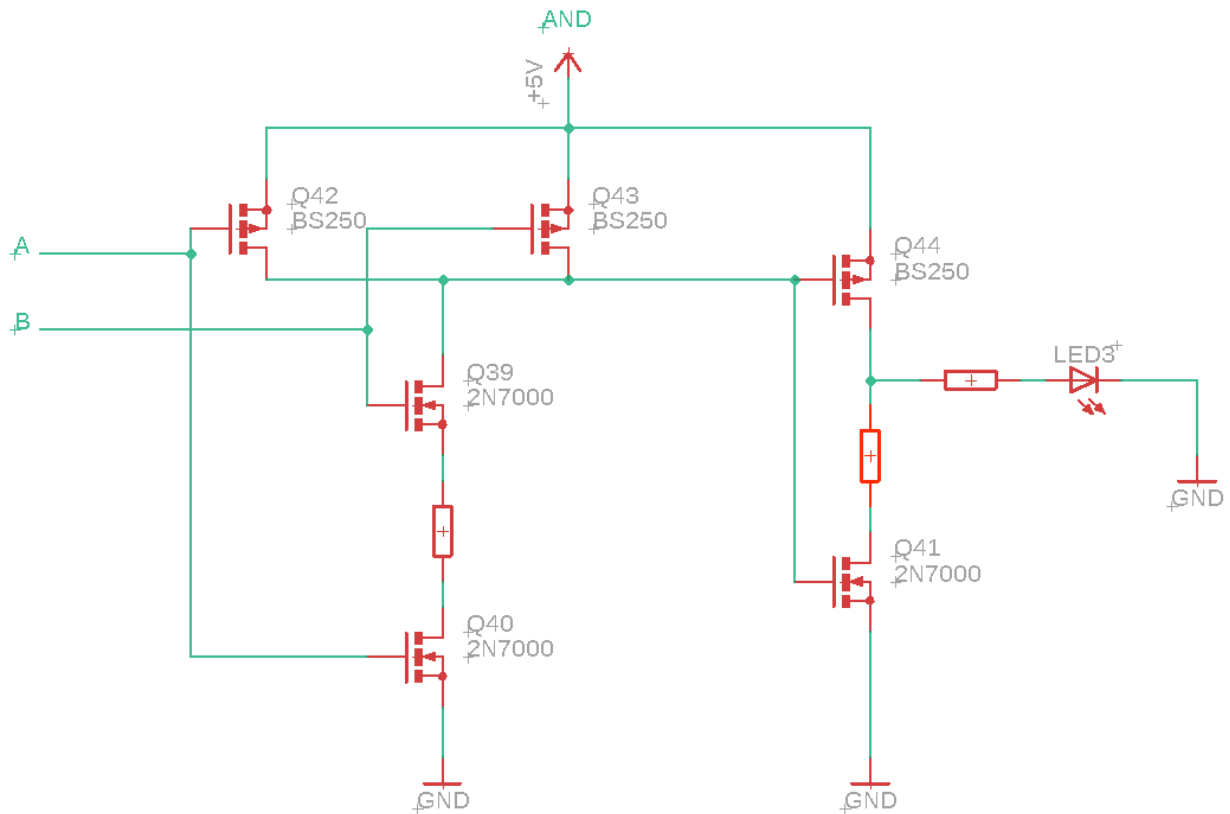 AND
+5V
Q42
BS250
Q43
BS250
A
Q44
BS250
B
LED3
Q39
2N7000
GND
Q41
2N7000
Q40
2N7000
GND
GND